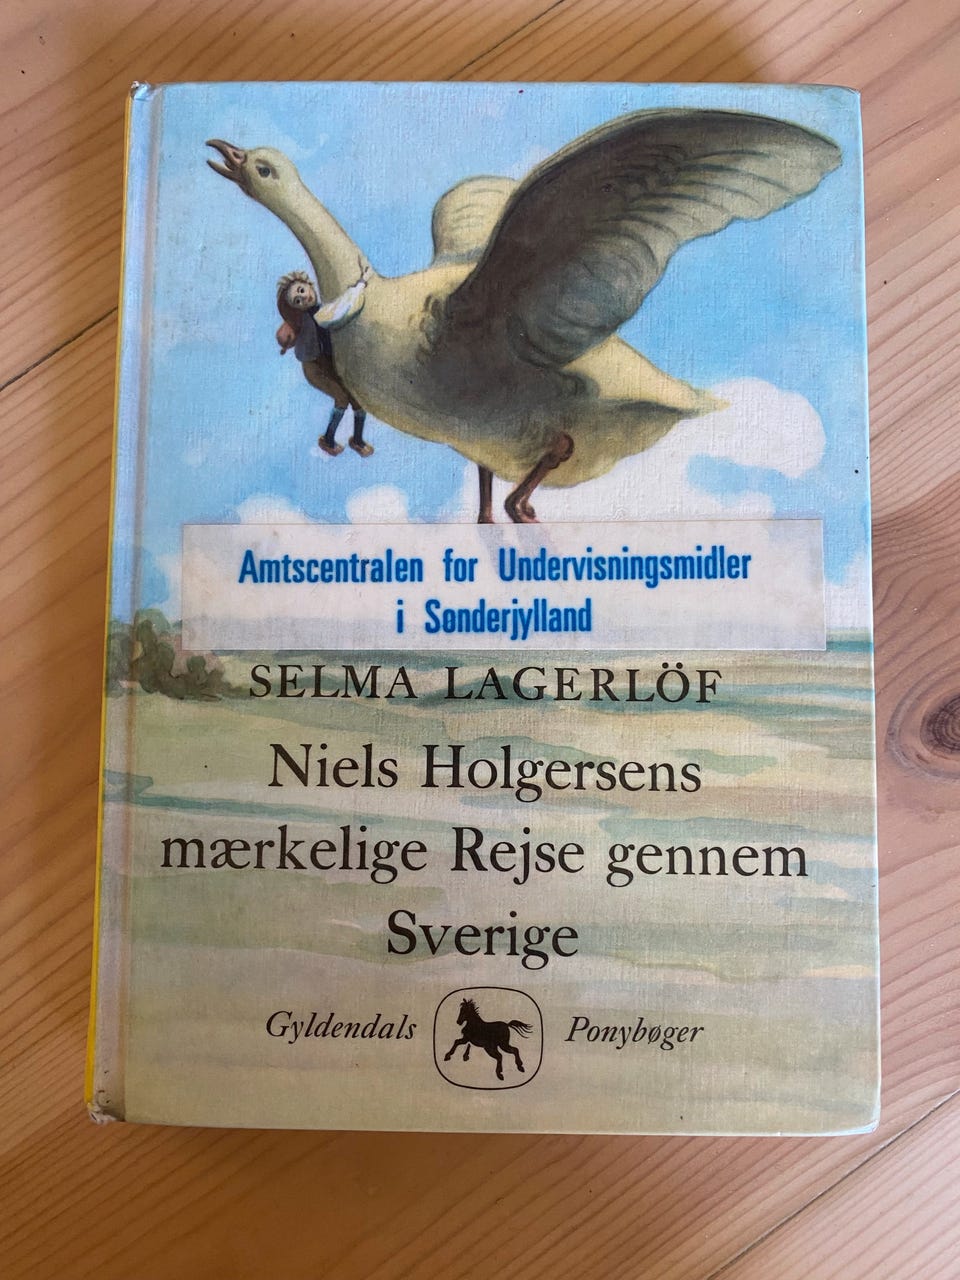 Amtscentralen for Undervisningsmidler
i Sønderjylland
SELMA LAGERLÖF
Niels Holgersens
mærkelige Rejse gennem
Sverige
Gyldendals Ponybøger